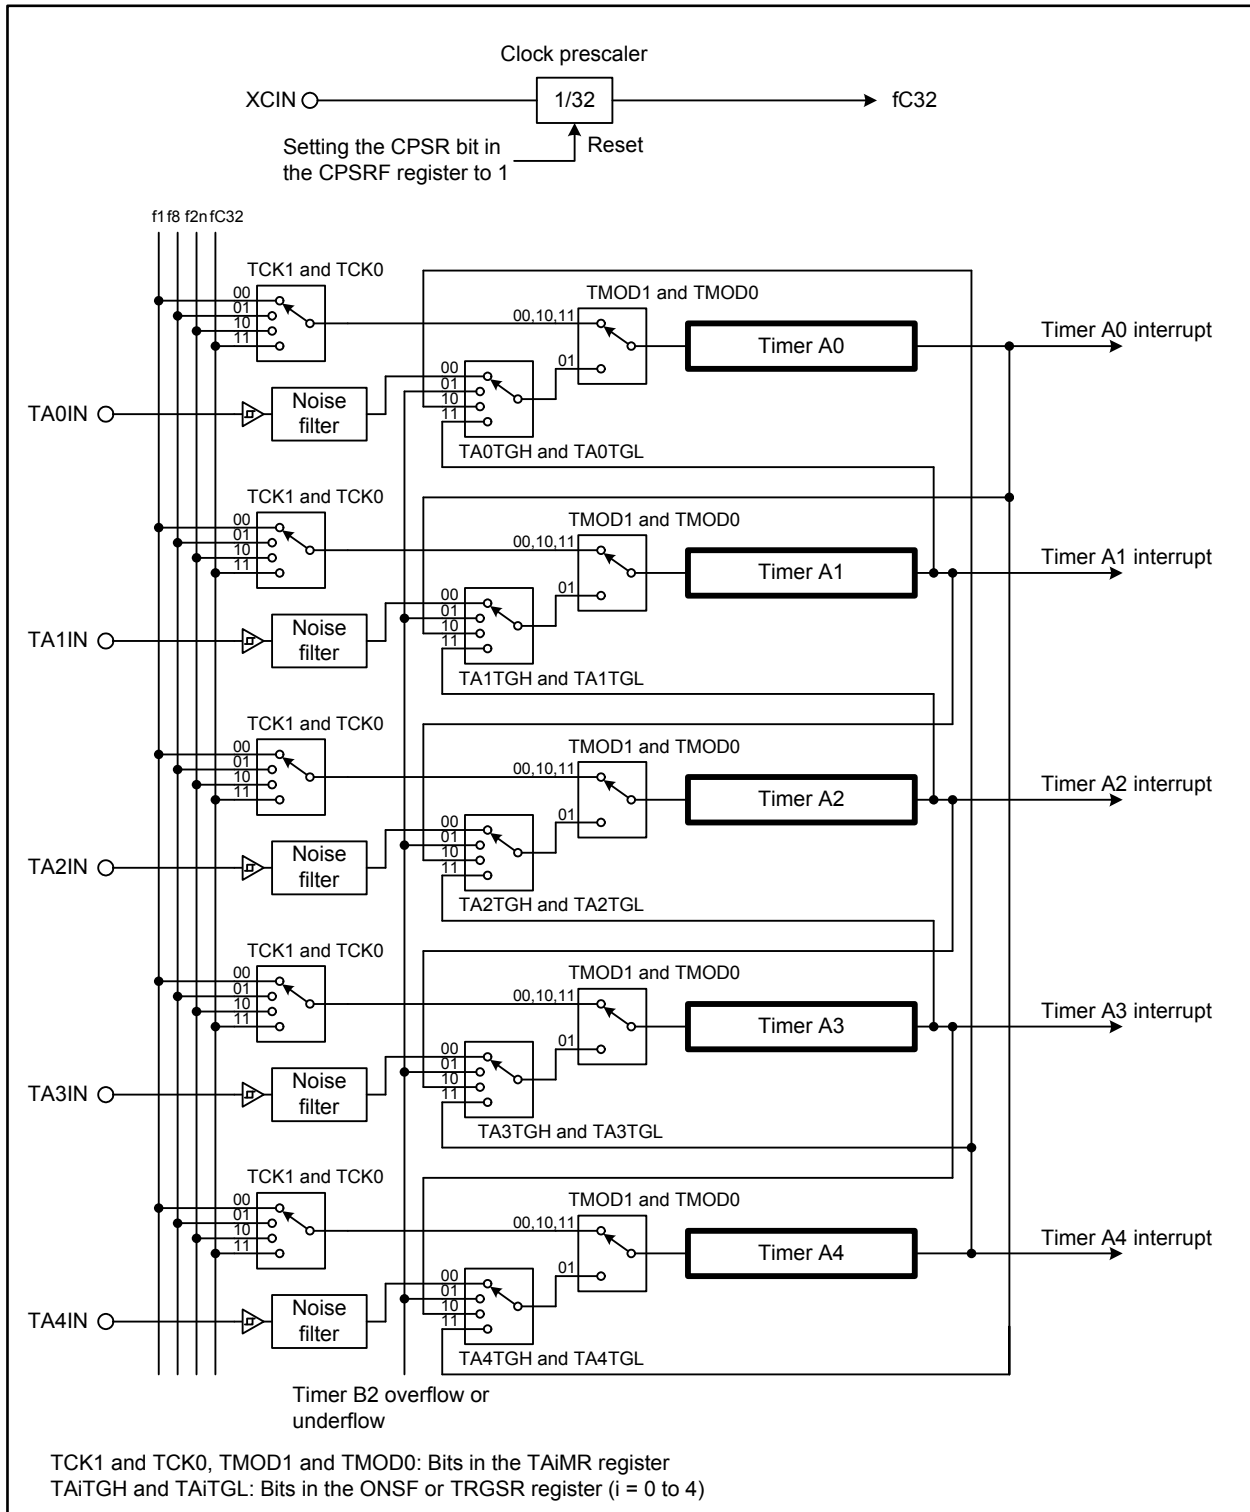 Clock prescaler
XCIN
1/32
fC32
Setting the CPSR bit in
the CPSRF register to 1
Reset
f1 f8 f2n fC32
TCK1 and TCK0
00
01
10
11
TMOD1 and TMOD0
00,10,11
01
Timer A0
Timer A0 interrupt
TA0IN
Noise
filter
00
01
10
11
TA0TGH and TA0TGL
TCK1 and TCK0
00
01
10
11
TMOD1 and TMOD0
00,10,11
01
Timer A1
Timer A1 interrupt
TA1IN
Noise
filter
00
01
10
11
TA1TGH and TA1TGL
TCK1 and TCK0
00
01
10
11
TMOD1 and TMOD0
00,10,11
01
Timer A2
Timer A2 interrupt
TA2IN
Noise
filter
00
01
10
11
TA2TGH and TA2TGL
TCK1 and TCK0
00
01
10
11
TMOD1 and TMOD0
00,10,11
01
Timer A3
Timer A3 interrupt
TA3IN
Noise
filter
00
01
10
11
TA3TGH and TA3TGL
TCK1 and TCK0
00
01
10
11
TMOD1 and TMOD0
00,10,11
01
Timer A4
Timer A4 interrupt
TA4IN
Noise
filter
00
01
10
11
TA4TGH and TA4TGL
Timer B2 overflow or
underflow
TCK1 and TCK0, TMOD1 and TMOD0: Bits in the TAiMR register
TAiTGH and TAiTGL: Bits in the ONSF or TRGSR register (i = 0 to 4)